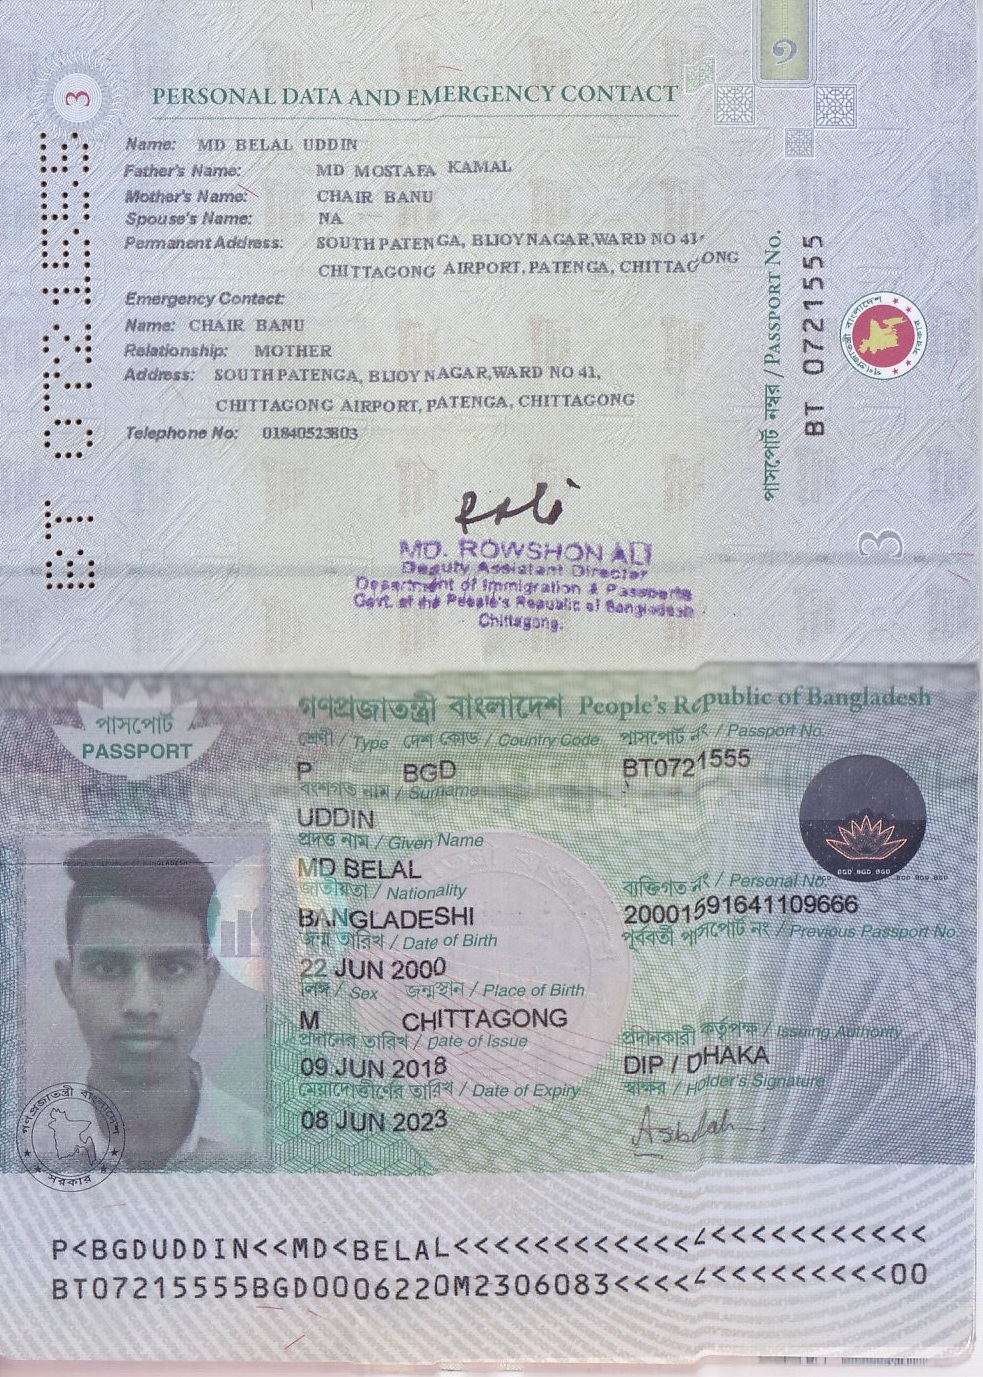 PERSONAL DATA AND EMERGENCY CONTACT
3
Name: MD BELAL UDDIN
Father's Name: MD MOSTAFA KAMAL
Mother's Name: CHAIR BANU
Spouse's Name: NA
Permanent Address: SOUTH PATENGA, BIJOY NAGAR,WARD NO 41,
CHITTAGONG AIRPORT, PATENGA, CHITTAGONG
Emergency Contact:
Name: CHAIR BANU
Relationship: MOTHER
Address: SOUTH PATENGA, BIJOY NAGAR,WARD NO 41,
CHITTAGONG AIRPORT, PATENGA, CHITTAGONG
Telephone No: 01840523803
BT 0721555
পাসপোর্ট নম্বর / PASSPORT No.
BT 0721555
3
MD. ROWSHON ALI
Deputy Assistant Director
Department of Immigration & Passports
Govt. of the People's Republic of Bangladesh
Chittagong.
পাসপোর্ট
PASSPORT
গণপ্রজাতন্ত্রী বাংলাদেশ People's Republic of Bangladesh
শ্রেণী / Type দেশ কোড / Country Code পাসপোর্ট নং / Passport No.
P BGD BT0721555
বংশগত নাম / Surname
UDDIN
প্রদত্ত নাম / Given Name
MD BELAL
জাতীয়তা / Nationality ব্যক্তিগত নং / Personal No.
BANGLADESHI 20001591641109666
জন্ম তারিখ / Date of Birth পূর্ববর্তী পাসপোর্ট নং / Previous Passport No.
22 JUN 2000
লিঙ্গ / Sex জন্মস্থান / Place of Birth
M CHITTAGONG
প্রদানের তারিখ / Date of Issue প্রদানকারী কর্তৃপক্ষ / Issuing Authority
09 JUN 2018 DIP / DHAKA
মেয়াদোত্তীর্ণের তারিখ / Date of Expiry স্বাক্ষর / Holder's Signature
08 JUN 2023
গণপ্রজাতন্ত্রী বাংলাদেশ
সরকার
P<BGDUDDIN<<MD<BELAL<<<<<<<<<<<<<<<<<<<<<<<<
BT07215555BGD0006220M2306083<<<<<<<<<<<<<<00